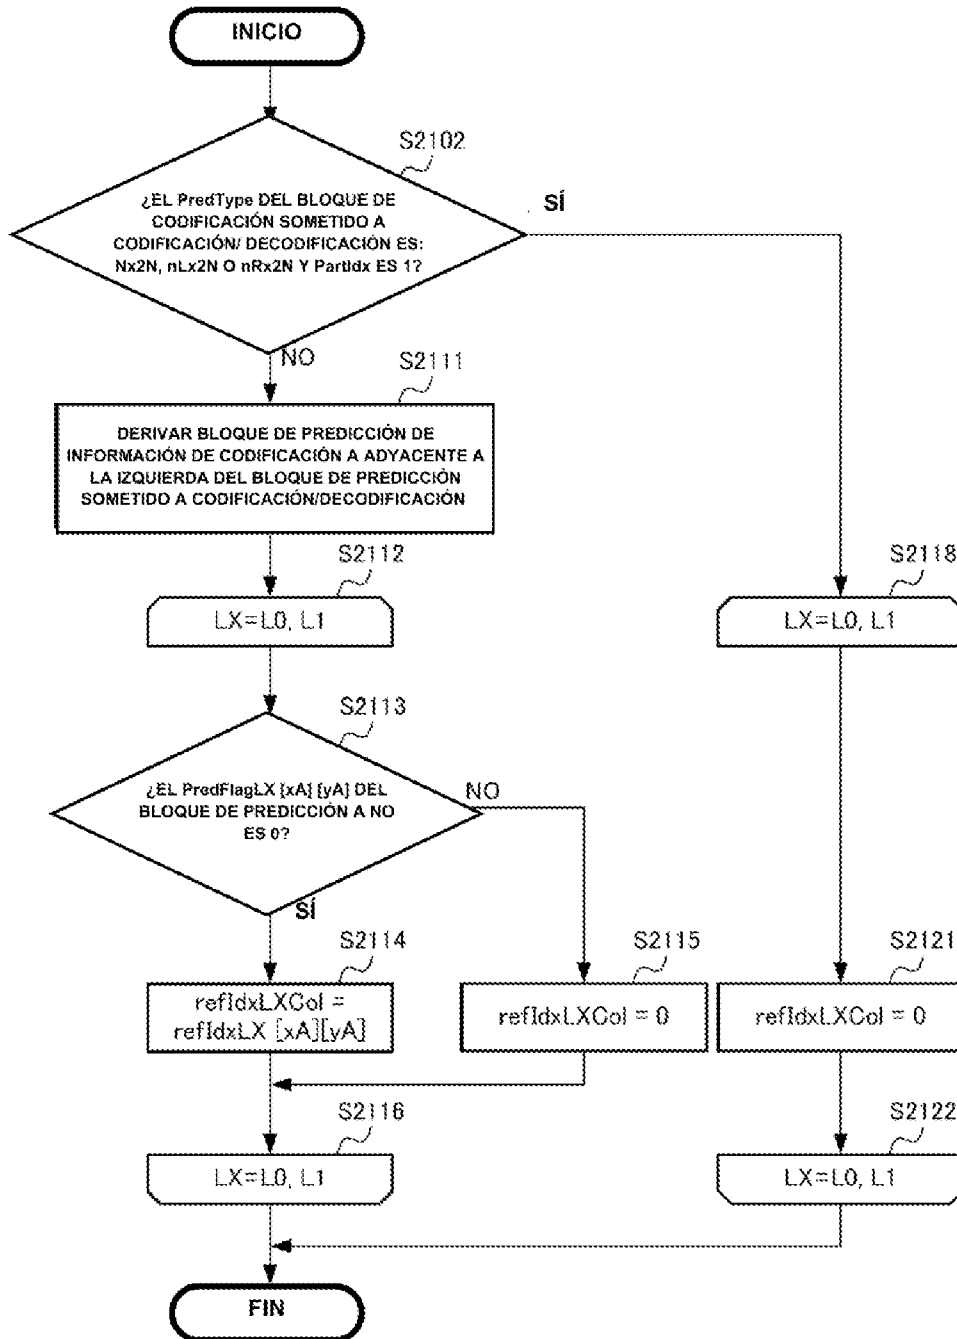 INICIO
S2102
¿EL PredType DEL BLOQUE DE
CODIFICACIÓN SOMETIDO A
CODIFICACIÓN/ DECODIFICACIÓN ES:
Nx2N, nLx2N O nRx2N Y PartIdx ES 1?
SÍ
NO
S2111
DERIVAR BLOQUE DE PREDICCIÓN DE
INFORMACIÓN DE CODIFICACIÓN A ADYACENTE A
LA IZQUIERDA DEL BLOQUE DE PREDICCIÓN
SOMETIDO A CODIFICACIÓN/DECODIFICACIÓN
S2112
LX=L0, L1
S2118
LX=L0, L1
S2113
¿EL PredFlagLX [xA] [yA] DEL
BLOQUE DE PREDICCIÓN A NO
ES 0?
NO
SÍ
S2114
refIdxLXCol =
refIdxLX [xA][yA]
S2115
refIdxLXCol = 0
S2121
refIdxLXCol = 0
S2116
LX=L0, L1
S2122
LX=L0, L1
FIN